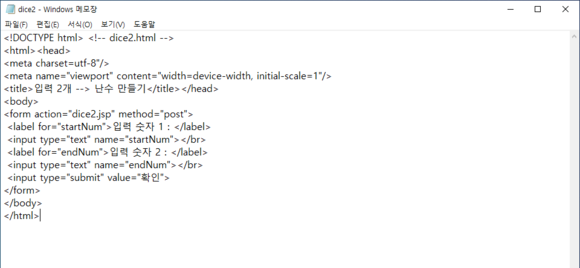 dice2 - Windows 메모장
파일(F) 편집(E) 서식(O) 보기(V) 도움말
<!DOCTYPE html> <!-- dice2.html -->
<html><head>
<meta charset=utf-8"/>
<meta name="viewport" content="width=device-width, initial-scale=1"/>
<title>입력 2개 --> 난수 만들기</title></head>
<body>
<form action="dice2.jsp" method="post">
<label for="startNum">입력 숫자 1 : </label>
<input type="text" name="startNum"></br>
<label for="endNum">입력 숫자 2 : </label>
<input type="text" name="endNum"></br>
<input type="submit" value="확인">
</form>
</body>
</html>